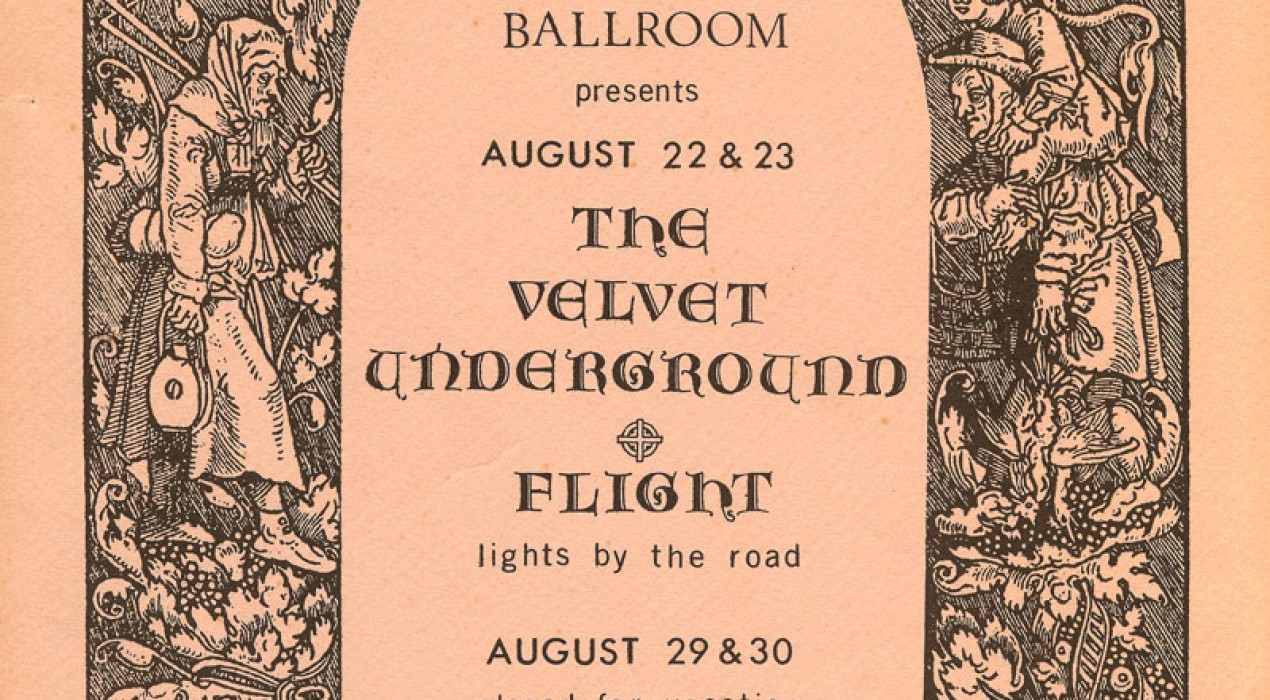 BALLROOM
presents
AUGUST 22 & 23
The
VELVET
UNDERGROUND
FLIGhT
lights by the road
AUGUST 29 & 30